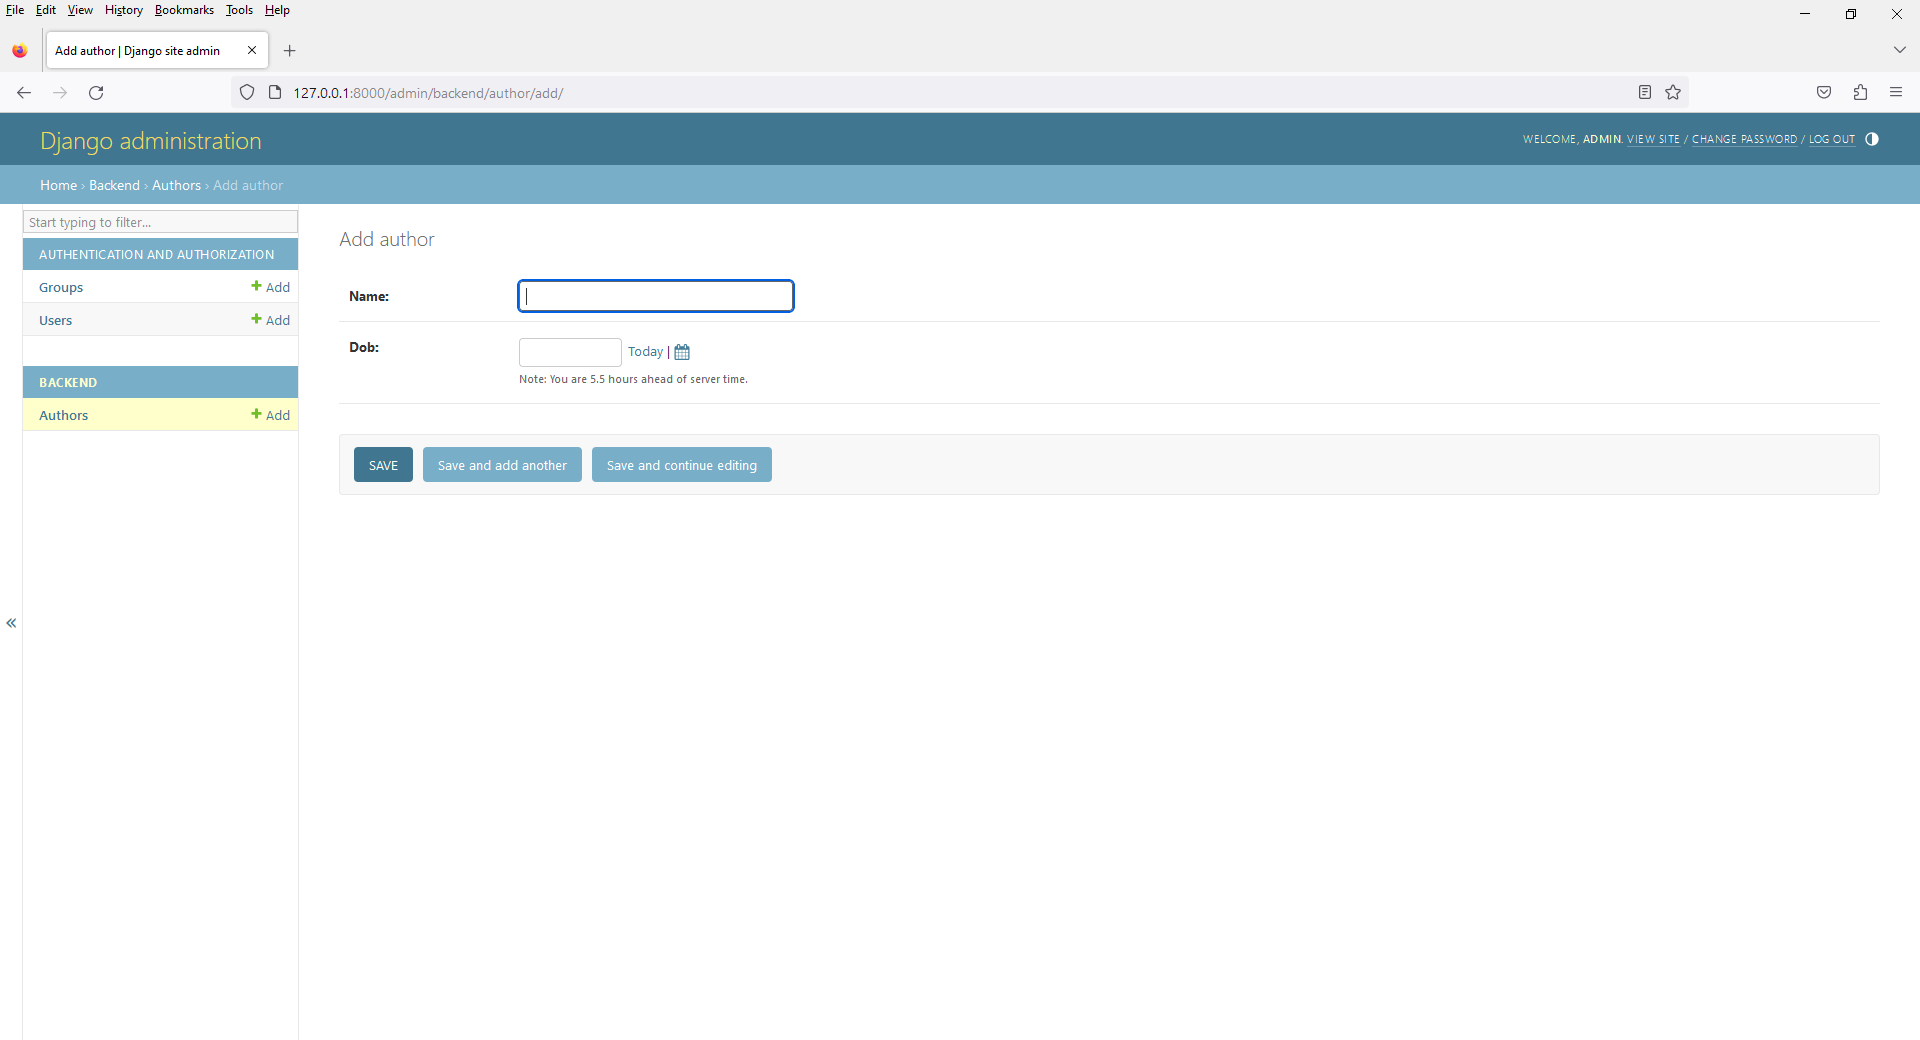 File Edit View History Bookmarks Tools Help
Add author | Django site admin
127.0.0.1:8000/admin/backend/author/add/
Django administration
WELCOME, ADMIN. VIEW SITE / CHANGE PASSWORD / LOG OUT
Home › Backend › Authors › Add author
Start typing to filter...
AUTHENTICATION AND AUTHORIZATION
Groups Add
Users Add
BACKEND
Authors Add
Add author
Name:
Dob:
Today |
Note: You are 5.5 hours ahead of server time.
SAVE Save and add another Save and continue editing
«